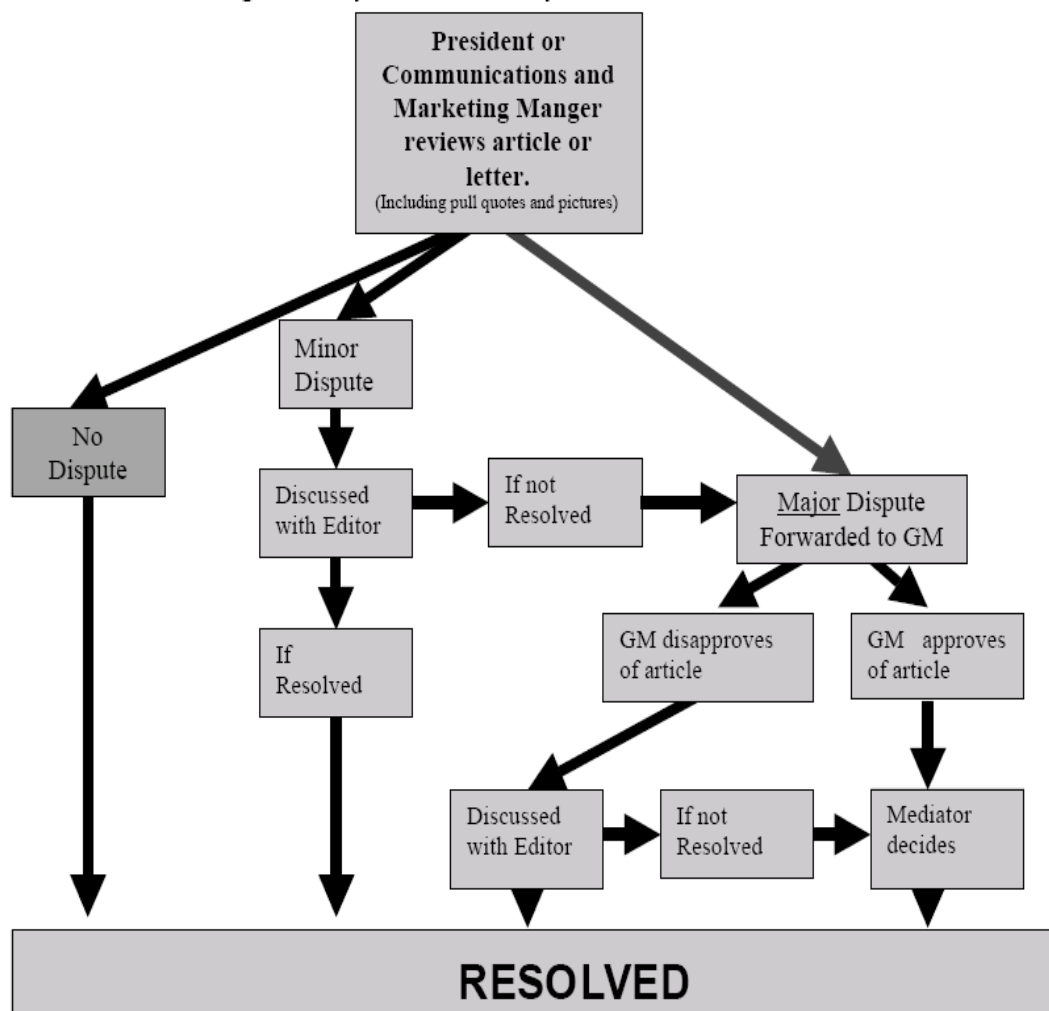 President or
Communications and
Marketing Manger
reviews article or
letter.
(Including pull quotes and pictures)
Minor
Dispute
No
Dispute
Discussed
with Editor
If not
Resolved
Major Dispute
Forwarded to GM
If
Resolved
GM disapproves
of article
GM approves
of article
Discussed
with Editor
If not
Resolved
Mediator
decides
RESOLVED